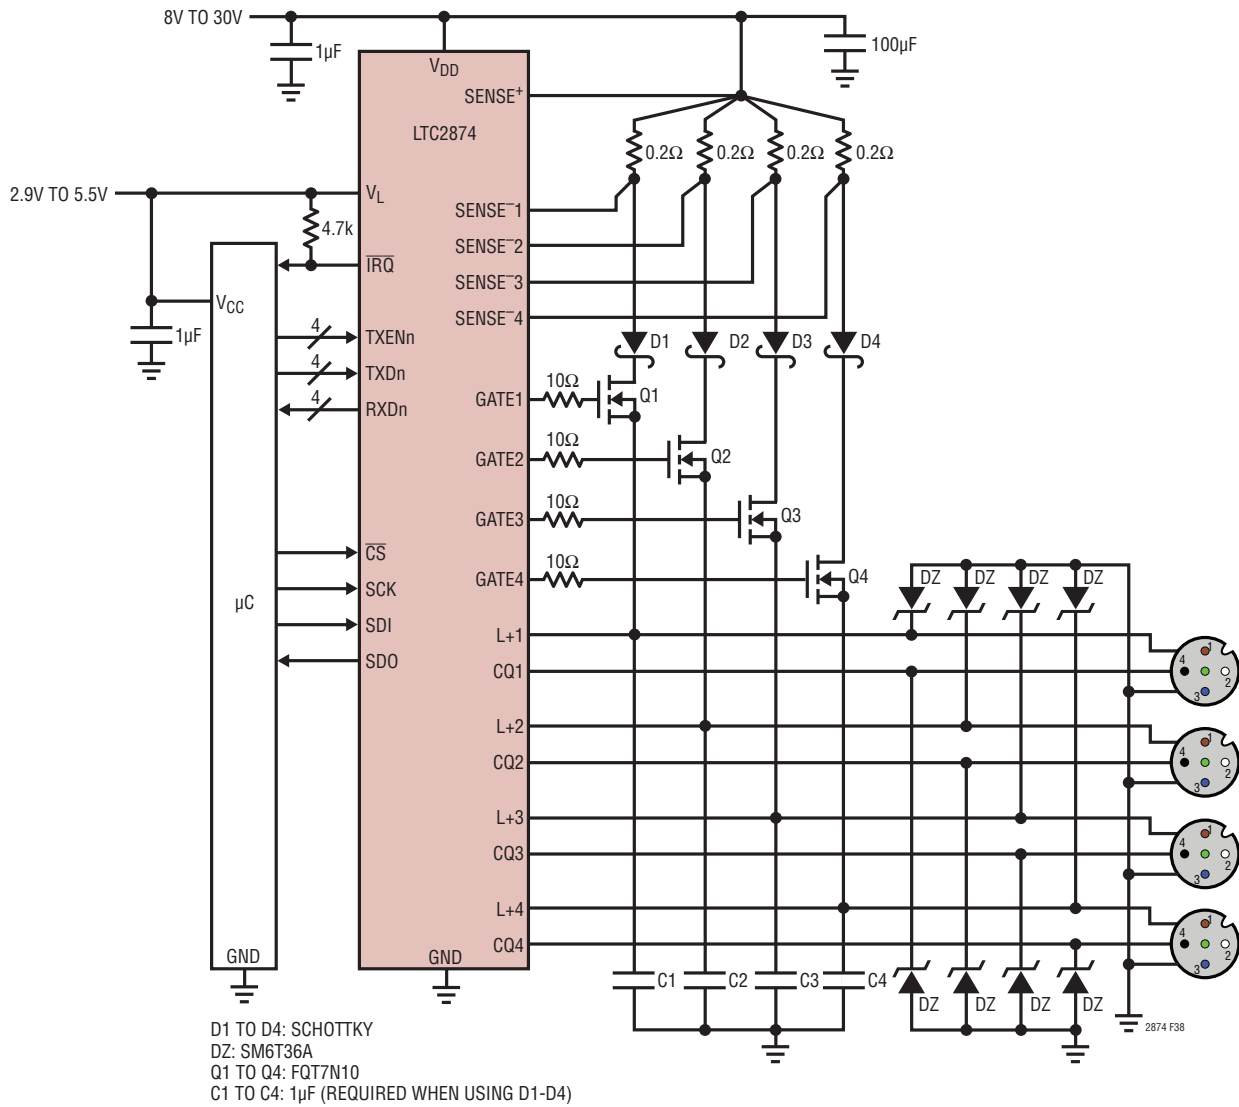 8V TO 30V
1µF
100µF
VDD
SENSE+
LTC2874
0.2Ω
0.2Ω
0.2Ω
0.2Ω
2.9V TO 5.5V
VL
SENSE–1
4.7k
SENSE–2
IRQ
SENSE–3
VCC
SENSE–4
1µF
4
TXENn
D1
D2
D3
D4
4
TXDn
4
RXDn
GATE1
10Ω
Q1
GATE2
10Ω
Q2
GATE3
10Ω
Q3
CS
GATE4
10Ω
Q4
DZ
DZ
DZ
DZ
SCK
µC
SDI
L+1
SDO
CQ1
1
4
2
3
L+2
CQ2
1
4
2
3
L+3
CQ3
1
4
2
3
L+4
CQ4
1
4
2
3
GND
GND
C1
C2
C3
C4
DZ
DZ
DZ
DZ
2874 F38
D1 TO D4: SCHOTTKY
DZ: SM6T36A
Q1 TO Q4: FQT7N10
C1 TO C4: 1µF (REQUIRED WHEN USING D1-D4)